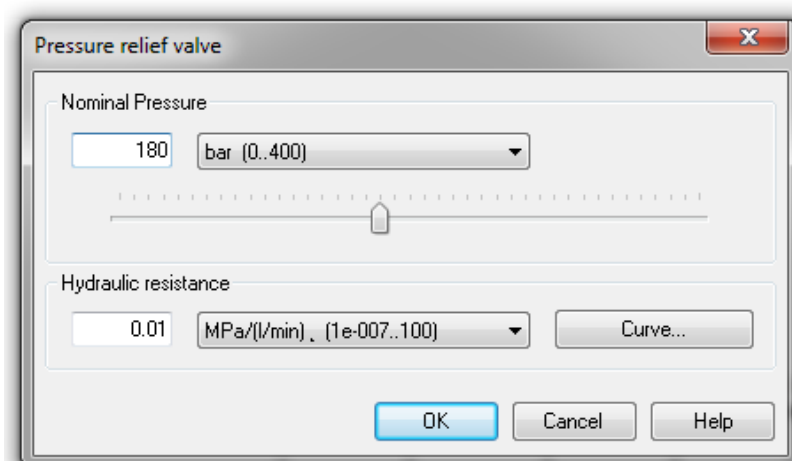 Pressure relief valve
Nominal Pressure
180 bar (0..400)
Hydraulic resistance
0.01 MPa/(l/min) (1e-007..100) Curve...
OK Cancel Help